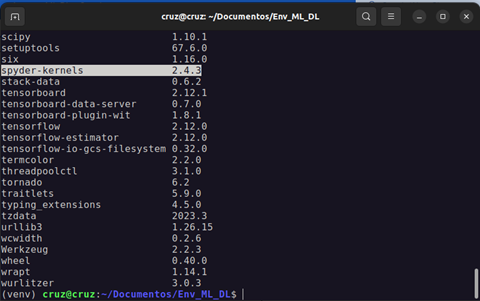 cruz@cruz: ~/Documentos/Env_ML_DL
scipy 1.10.1
setuptools 67.6.0
six 1.16.0
spyder-kernels 2.4.3
stack-data 0.6.2
tensorboard 2.12.1
tensorboard-data-server 0.7.0
tensorboard-plugin-wit 1.8.1
tensorflow 2.12.0
tensorflow-estimator 2.12.0
tensorflow-io-gcs-filesystem 0.32.0
termcolor 2.2.0
threadpoolctl 3.1.0
tornado 6.2
traitlets 5.9.0
typing_extensions 4.5.0
tzdata 2023.3
urllib3 1.26.15
wcwidth 0.2.6
Werkzeug 2.2.3
wheel 0.40.0
wrapt 1.14.1
wurlitzer 3.0.3
(venv) cruz@cruz:~/Documentos/Env_ML_DL$